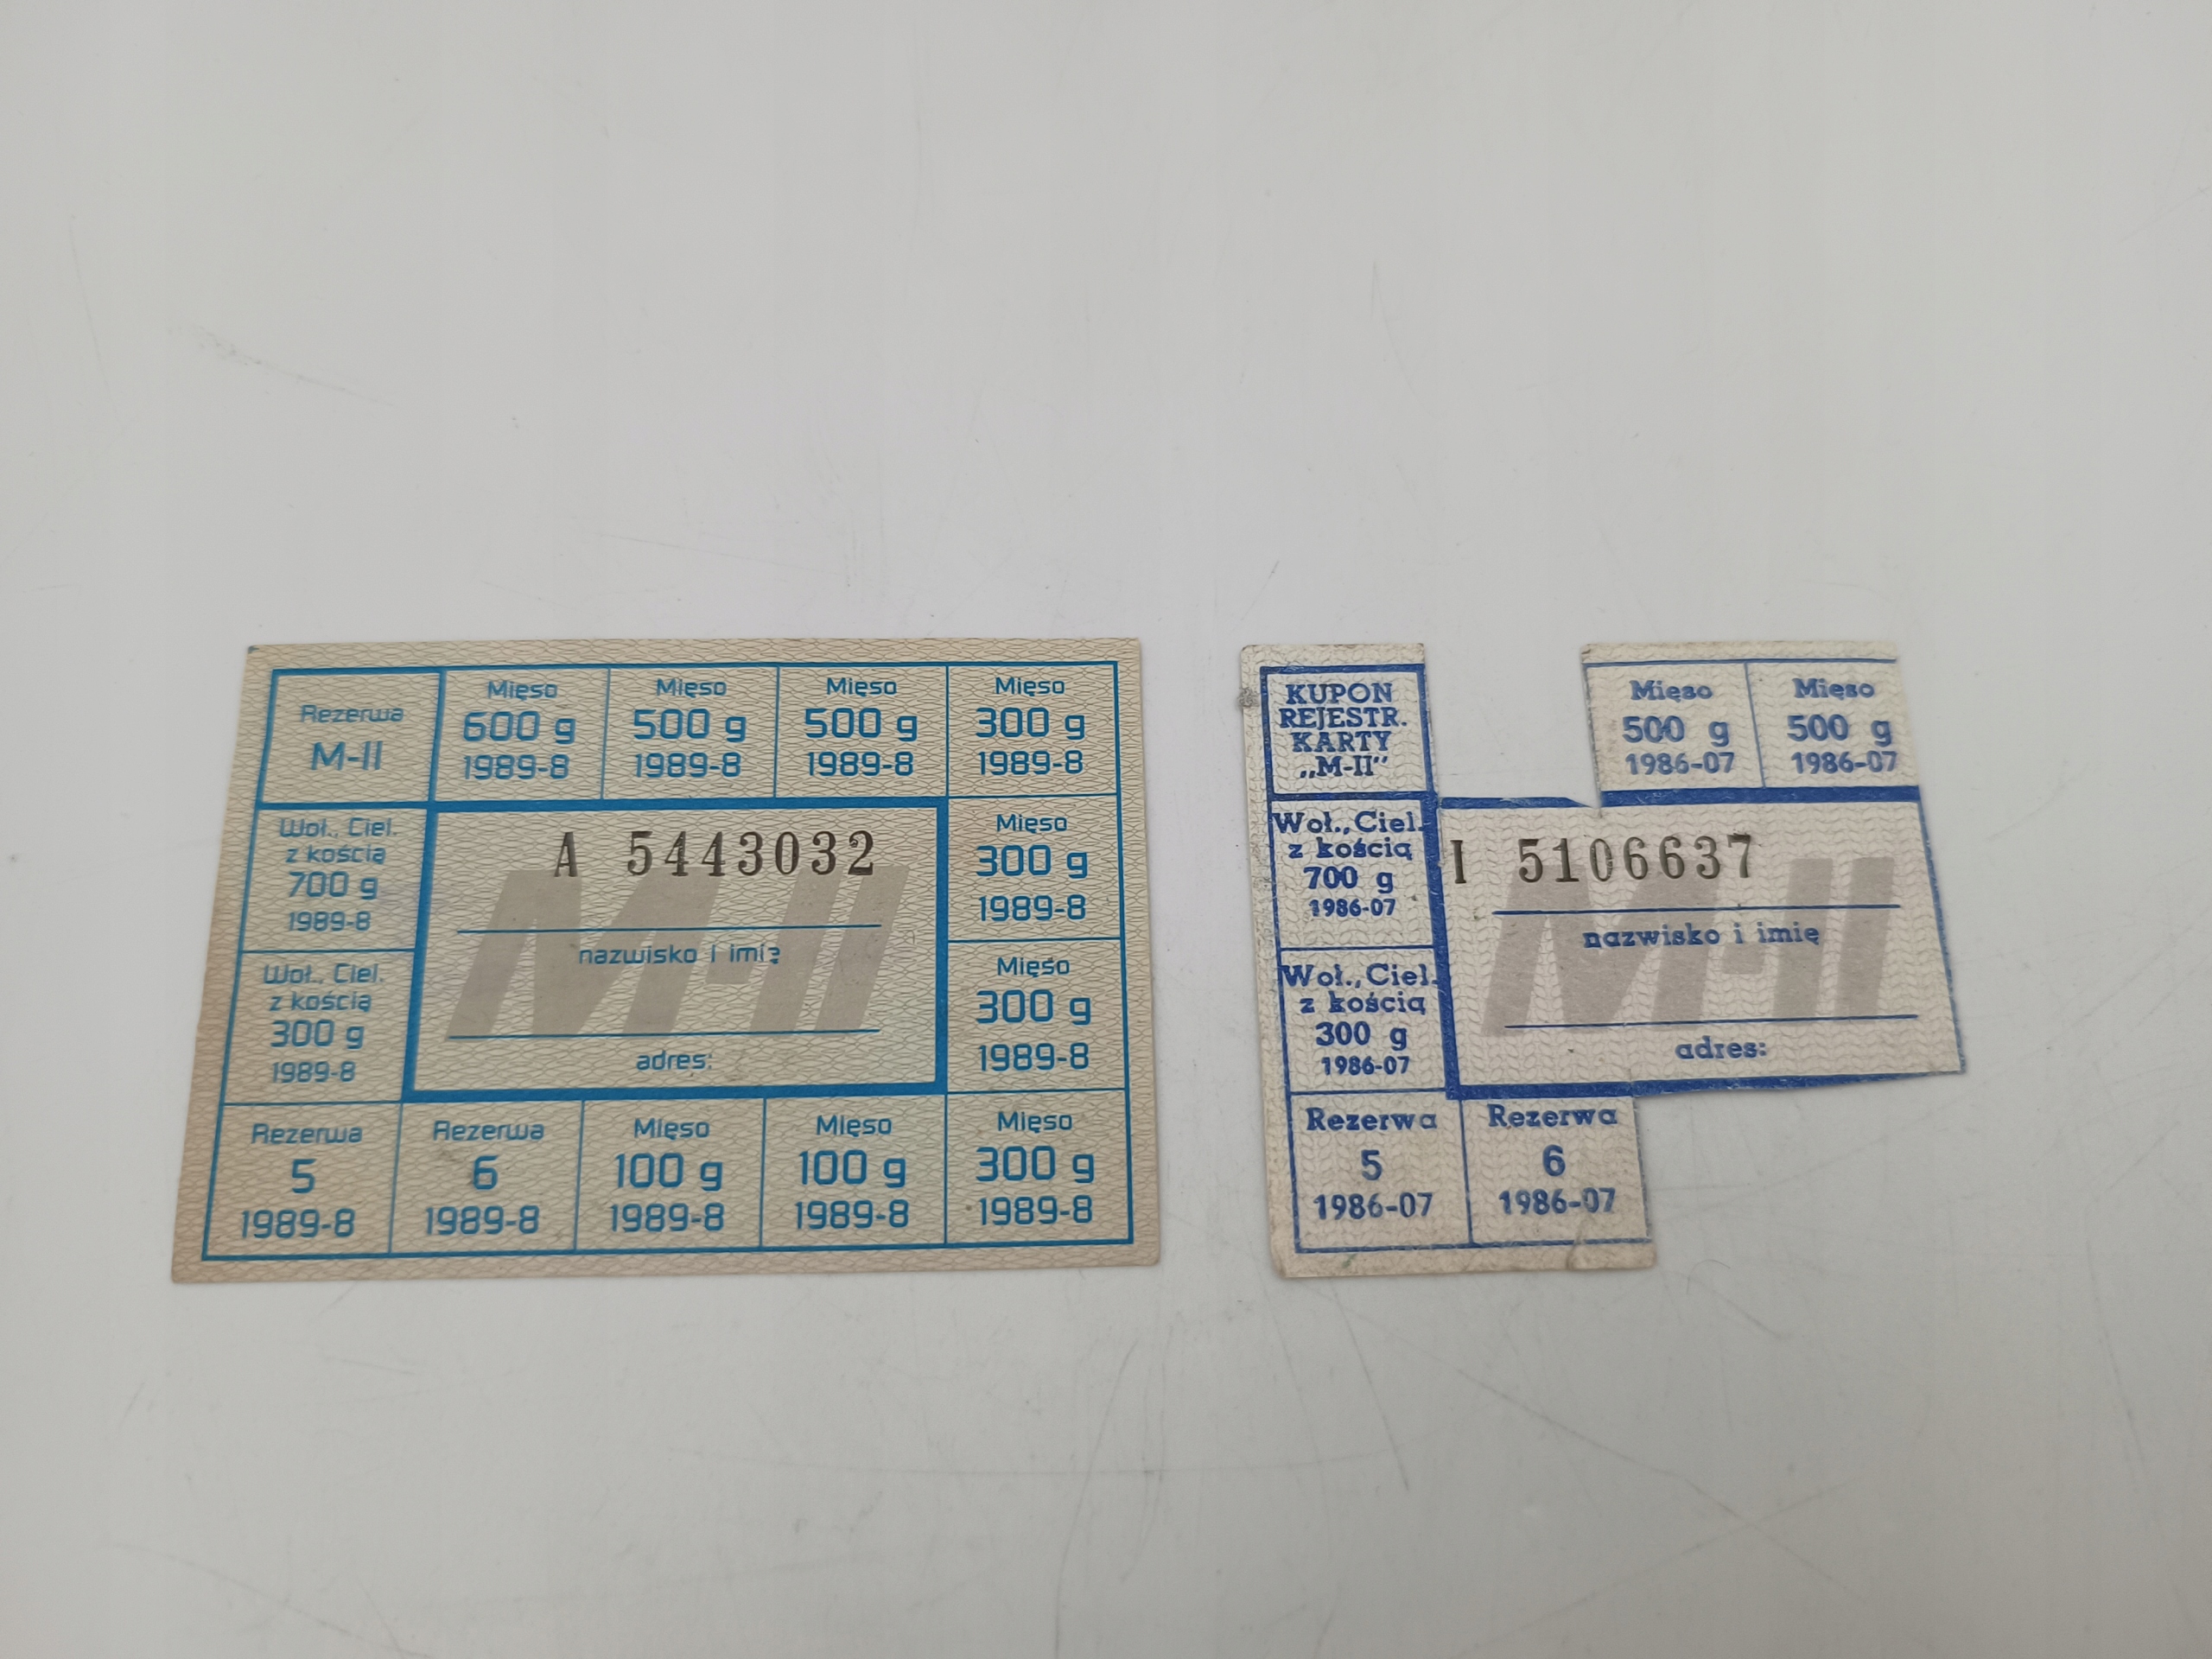 Rezerwa
M-II
Mięso
600 g
1989-8
Mięso
500 g
1989-8
Mięso
500 g
1989-8
Mięso
300 g
1989-8
Woł., Ciel.
z kością
700 g
1989-8
A 5443032
M-II
nazwisko i imię
adres:
Mięso
300 g
1989-8
Woł., Ciel.
z kością
300 g
1989-8
Mięso
300 g
1989-8
Rezerwa
5
1989-8
Rezerwa
6
1989-8
Mięso
100 g
1989-8
Mięso
100 g
1989-8
Mięso
300 g
1989-8
KUPON
REJESTR.
KARTY
„M-II”
Mięso
500 g
1986-07
Mięso
500 g
1986-07
Woł., Ciel.
z kością
700 g
1986-07
I 5106637
M-II
nazwisko i imię
adres:
Woł., Ciel.
z kością
300 g
1986-07
Rezerwa
5
1986-07
Rezerwa
6
1986-07